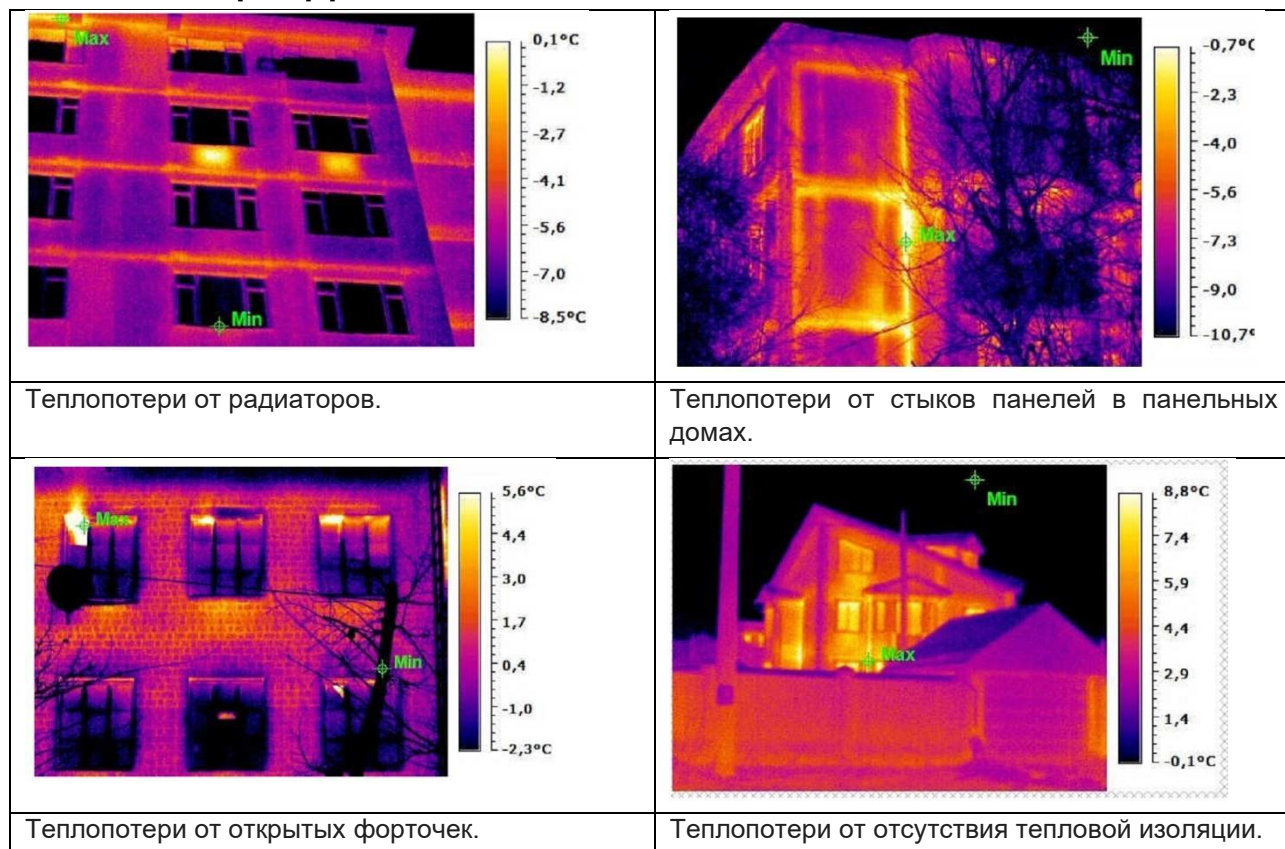 Max
Min
0,1°C
-1,2
-2,7
-4,1
-5,6
-7,0
-8,5°C
Min
Max
-0,7°C
-2,3
-4,0
-5,6
-7,3
-9,0
-10,7°
Теплопотери от радиаторов.
Теплопотери от стыков панелей в панельных
домах.
Max
Min
5,6°C
4,4
3,0
1,7
0,4
-1,0
-2,3°C
Min
Max
8,8°C
7,4
5,9
4,4
2,9
1,4
-0,1°C
Теплопотери от открытых форточек.
Теплопотери от отсутствия тепловой изоляции.